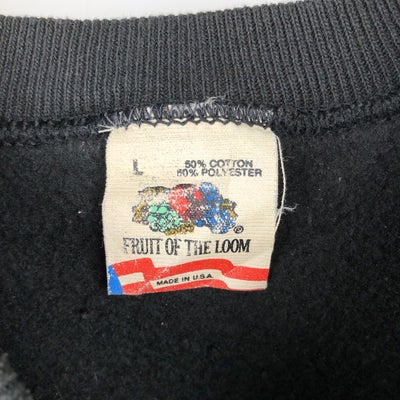 L
50% COTTON
50% POLYESTER
®
FRUIT OF THE LOOM
MADE IN U.S.A.